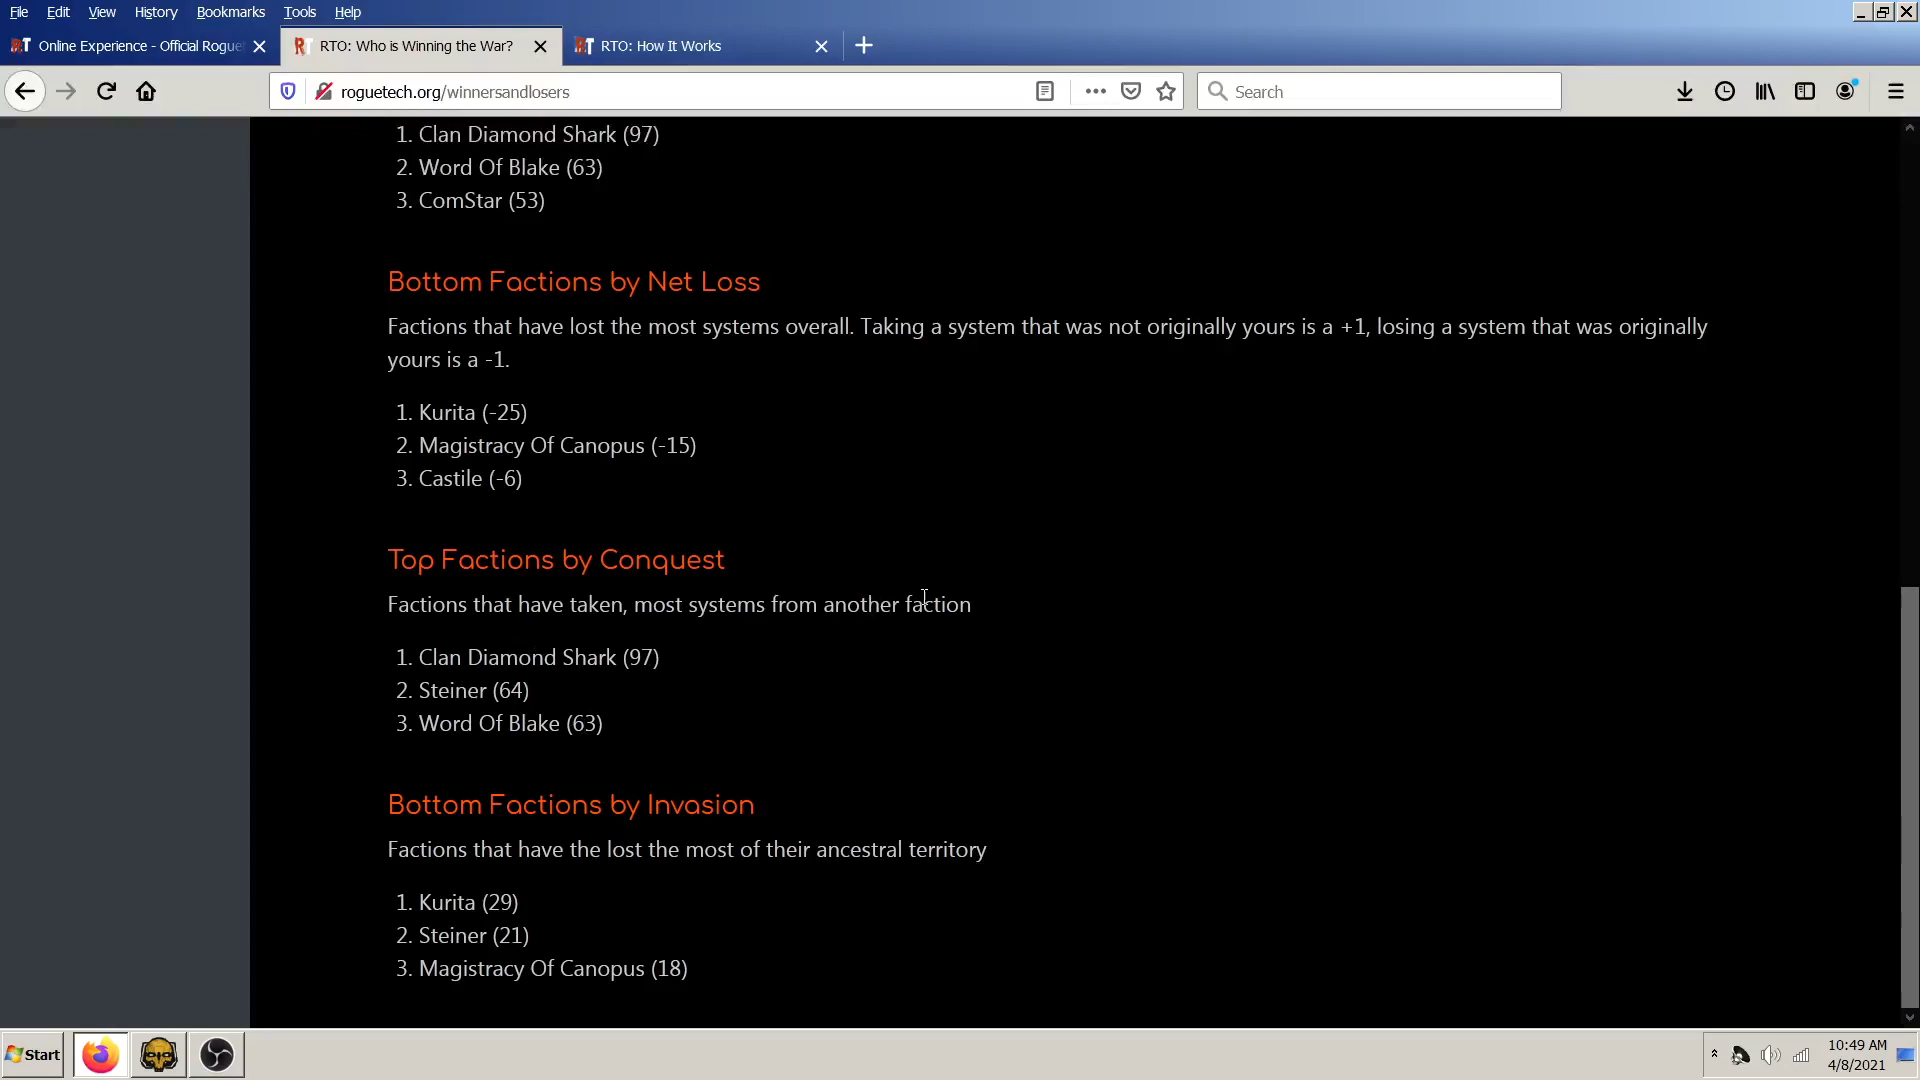 File Edit View History Bookmarks Tools Help
RT Online Experience - Official Rogue
RT RTO: Who is Winning the War?
RT RTO: How It Works
roguetech.org/winnersandlosers
Search
1. Clan Diamond Shark (97)
2. Word Of Blake (63)
3. ComStar (53)
Bottom Factions by Net Loss
Factions that have lost the most systems overall. Taking a system that was not originally yours is a +1, losing a system that was originally
yours is a -1.
1. Kurita (-25)
2. Magistracy Of Canopus (-15)
3. Castile (-6)
Top Factions by Conquest
Factions that have taken, most systems from another faction
1. Clan Diamond Shark (97)
2. Steiner (64)
3. Word Of Blake (63)
Bottom Factions by Invasion
Factions that have the lost the most of their ancestral territory
1. Kurita (29)
2. Steiner (21)
3. Magistracy Of Canopus (18)
Start
10:49 AM
4/8/2021